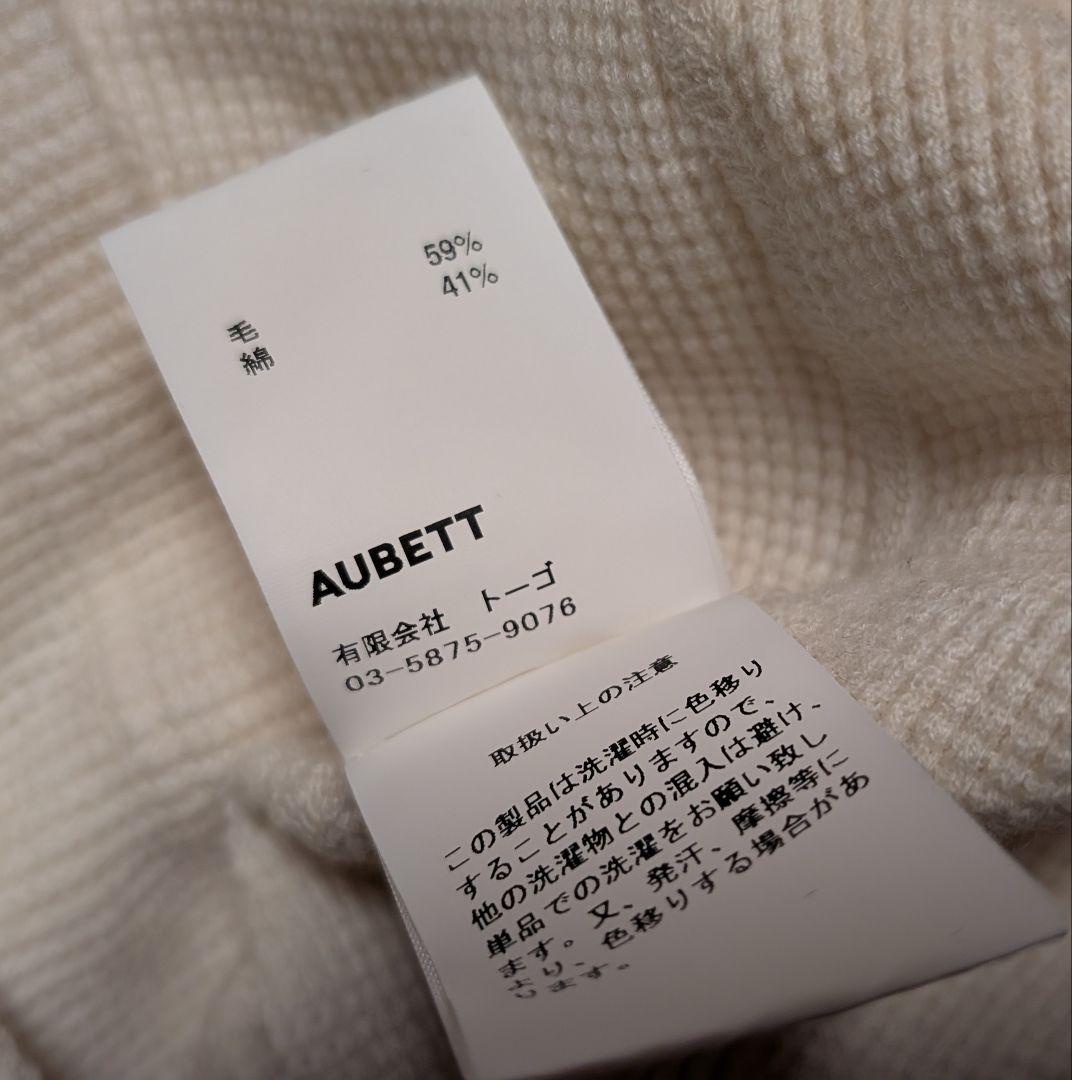 毛 59%
綿 41%
AUBETT
有限会社 トーゴ
03-5875-9076
取扱い上の注意
この製品は洗濯時に色移り
することがありますので、
他の洗濯物との混入は避け、
単品での洗濯をお願い致し
ます。又、発汗、摩擦等に
より、色移りする場合があ
ります。